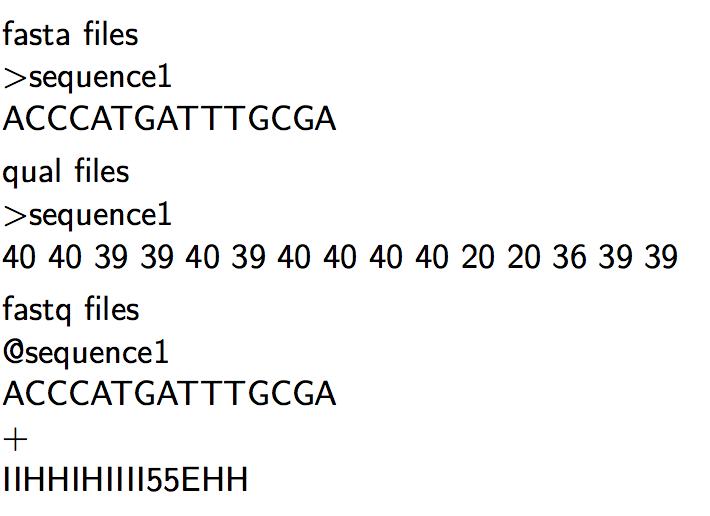 fasta files
>sequence1
ACCCATGATTTGCGA
qual files
>sequence1
40 40 39 39 40 39 40 40 40 40 20 20 36 39 39
fastq files
@sequence1
ACCCATGATTTGCGA
+
IIHHIHIIII55EHH